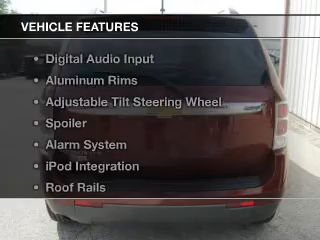 VEHICLE FEATURES
• Digital Audio Input
• Aluminum Rims
• Adjustable Tilt Steering Wheel
• Spoiler
• Alarm System
• iPod Integration
• Roof Rails